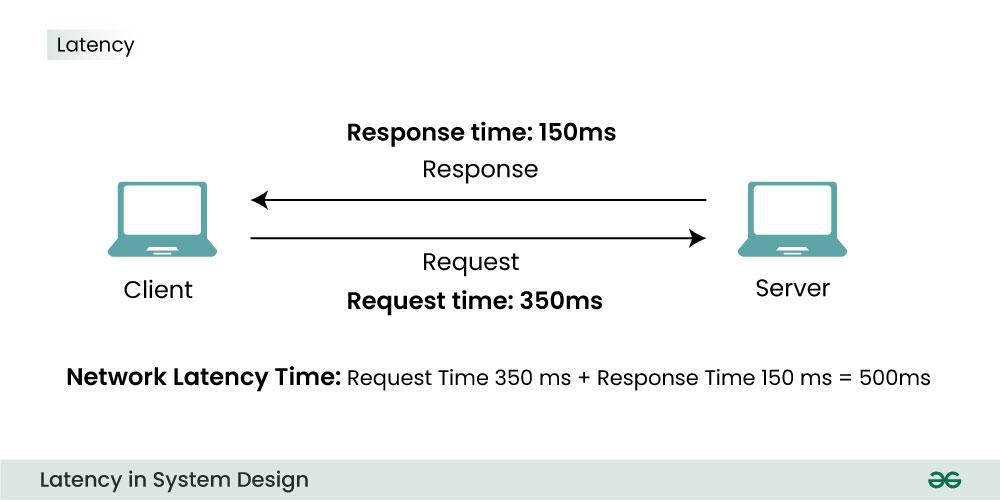 Latency
Response time: 150ms
Response
Request
Request time: 350ms
Client
Server
Network Latency Time: Request Time 350 ms + Response Time 150 ms = 500ms
Latency in System Design